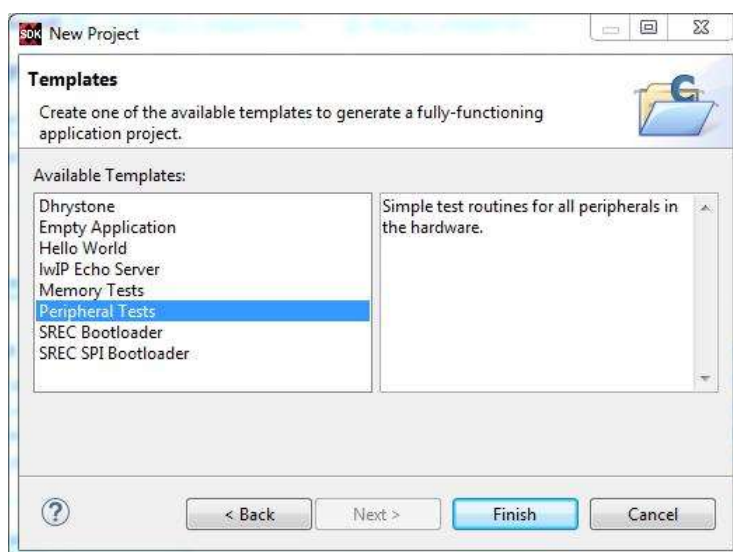 SDK New Project
Templates
Create one of the available templates to generate a fully-functioning
application project.
C
Available Templates:
Dhrystone
Empty Application
Hello World
lwIP Echo Server
Memory Tests
Peripheral Tests
SREC Bootloader
SREC SPI Bootloader
Simple test routines for all peripherals in
the hardware.
?
< Back
Next >
Finish
Cancel